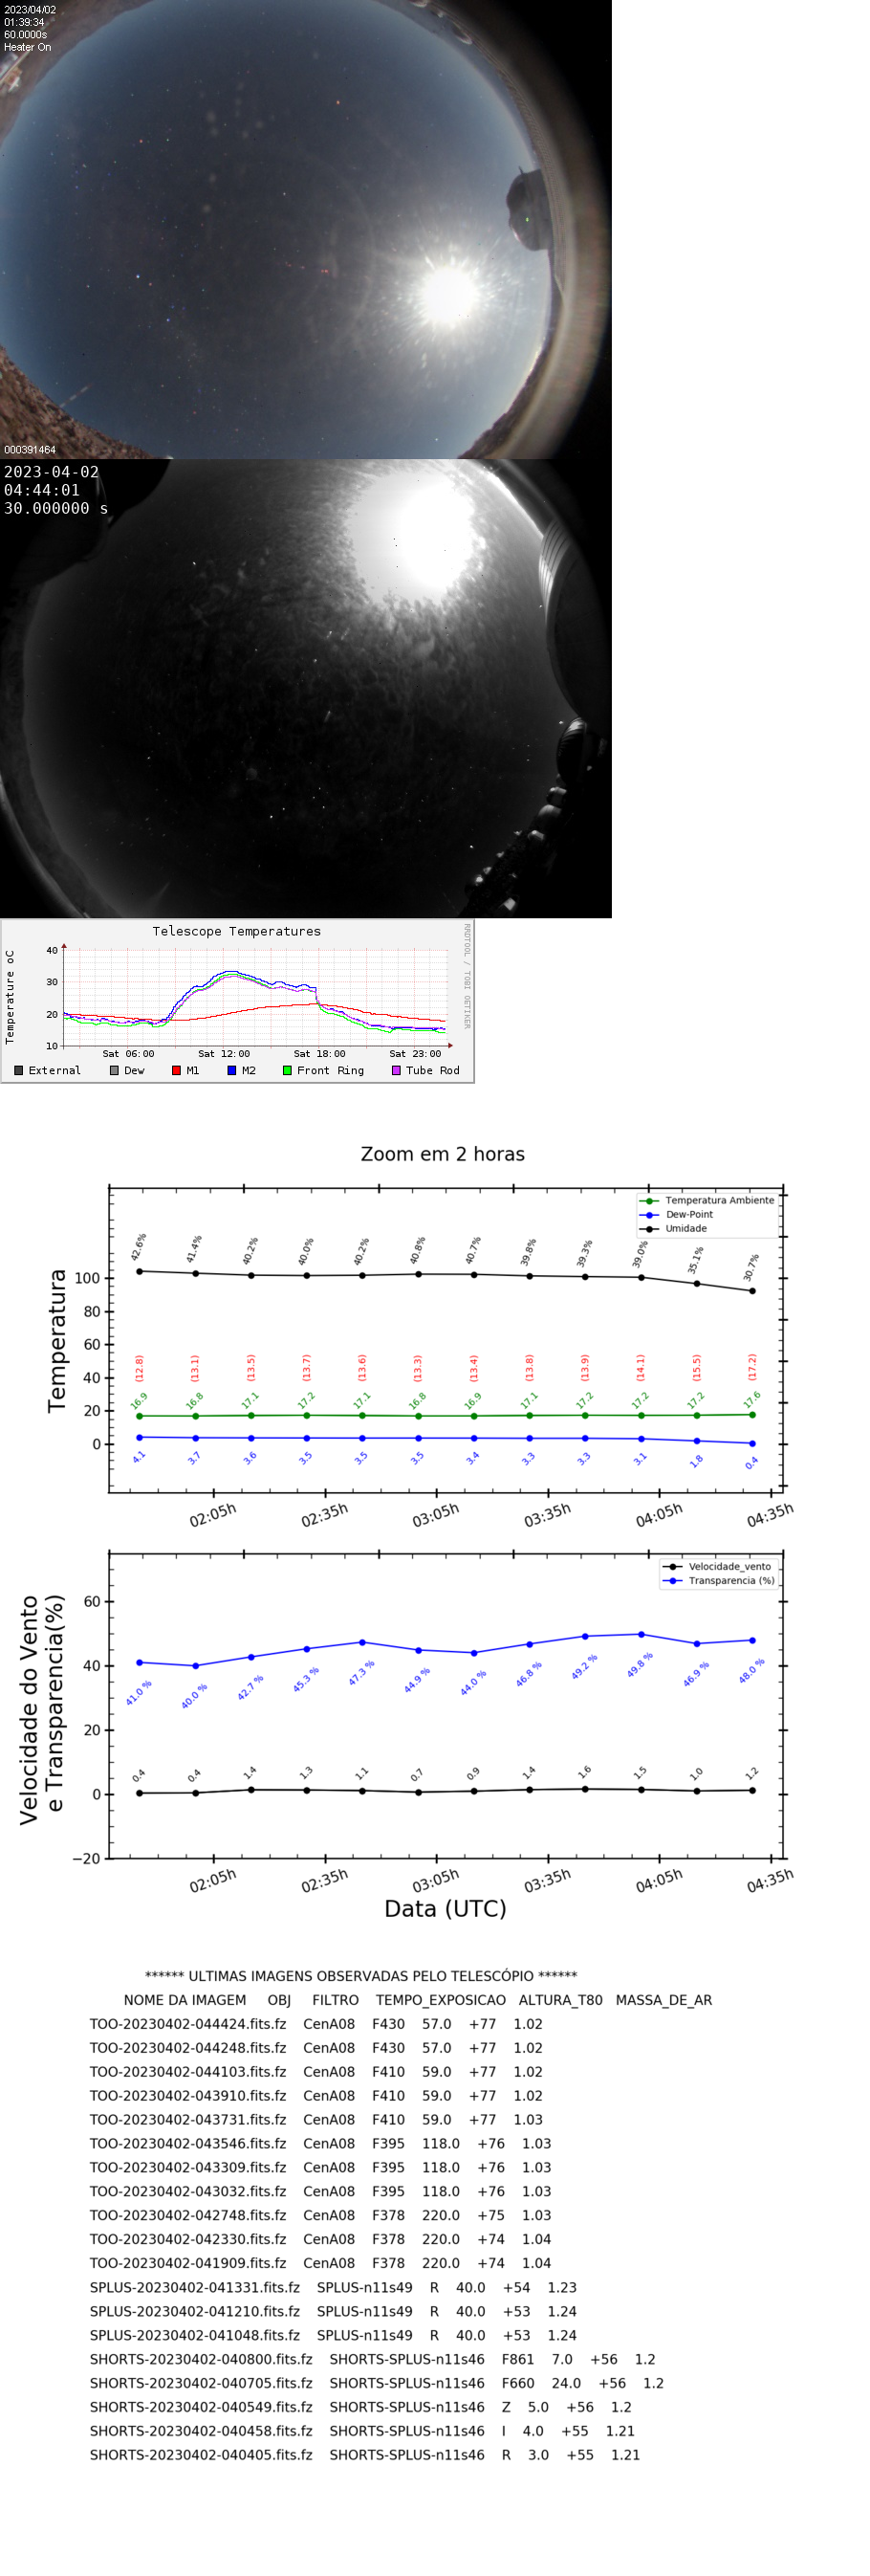 2023/04/02
01:39:34
60.0000s
Heater On
000391464
2023-04-02
04:44:01
30.000000 s
Telescope Temperatures
RRDTOOL / TOBI OETIKER
Temperature oC
40
30
20
10
Sat 06:00 Sat 12:00 Sat 18:00 Sat 23:00
External Dew M1 M2 Front Ring Tube Rod
Zoom em 2 horas
Temperatura Ambiente
Dew-Point
Umidade
Temperatura
100
80
60
40
20
0
42.6% 41.4% 40.2% 40.0% 40.2% 40.8% 40.7% 39.8% 39.3% 39.0% 35.1% 30.7%
(12.8) (13.1) (13.5) (13.7) (13.6) (13.3) (13.4) (13.8) (13.9) (14.1) (15.5) (17.2)
16.9 16.8 17.1 17.2 17.1 16.8 16.9 17.1 17.2 17.2 17.2 17.6
4.1 3.7 3.6 3.5 3.5 3.5 3.4 3.3 3.3 3.1 1.8 0.4
02:05h 02:35h 03:05h 03:35h 04:05h 04:35h
Velocidade_vento
Transparencia (%)
Velocidade do Vento
e Transparencia(%)
60
40
20
0
−20
41.0 % 40.0 % 42.7 % 45.3 % 47.3 % 44.9 % 44.0 % 46.8 % 49.2 % 49.8 % 46.9 % 48.0 %
0.4 0.4 1.4 1.3 1.1 0.7 0.9 1.4 1.6 1.5 1.0 1.2
02:05h 02:35h 03:05h 03:35h 04:05h 04:35h
Data (UTC)
****** ULTIMAS IMAGENS OBSERVADAS PELO TELESCÓPIO ******
NOME DA IMAGEM OBJ FILTRO TEMPO_EXPOSICAO ALTURA_T80 MASSA_DE_AR
TOO-20230402-044424.fits.fz CenA08 F430 57.0 +77 1.02
TOO-20230402-044248.fits.fz CenA08 F430 57.0 +77 1.02
TOO-20230402-044103.fits.fz CenA08 F410 59.0 +77 1.02
TOO-20230402-043910.fits.fz CenA08 F410 59.0 +77 1.02
TOO-20230402-043731.fits.fz CenA08 F410 59.0 +77 1.03
TOO-20230402-043546.fits.fz CenA08 F395 118.0 +76 1.03
TOO-20230402-043309.fits.fz CenA08 F395 118.0 +76 1.03
TOO-20230402-043032.fits.fz CenA08 F395 118.0 +76 1.03
TOO-20230402-042748.fits.fz CenA08 F378 220.0 +75 1.03
TOO-20230402-042330.fits.fz CenA08 F378 220.0 +74 1.04
TOO-20230402-041909.fits.fz CenA08 F378 220.0 +74 1.04
SPLUS-20230402-041331.fits.fz SPLUS-n11s49 R 40.0 +54 1.23
SPLUS-20230402-041210.fits.fz SPLUS-n11s49 R 40.0 +53 1.24
SPLUS-20230402-041048.fits.fz SPLUS-n11s49 R 40.0 +53 1.24
SHORTS-20230402-040800.fits.fz SHORTS-SPLUS-n11s46 F861 7.0 +56 1.2
SHORTS-20230402-040705.fits.fz SHORTS-SPLUS-n11s46 F660 24.0 +56 1.2
SHORTS-20230402-040549.fits.fz SHORTS-SPLUS-n11s46 Z 5.0 +56 1.2
SHORTS-20230402-040458.fits.fz SHORTS-SPLUS-n11s46 I 4.0 +55 1.21
SHORTS-20230402-040405.fits.fz SHORTS-SPLUS-n11s46 R 3.0 +55 1.21